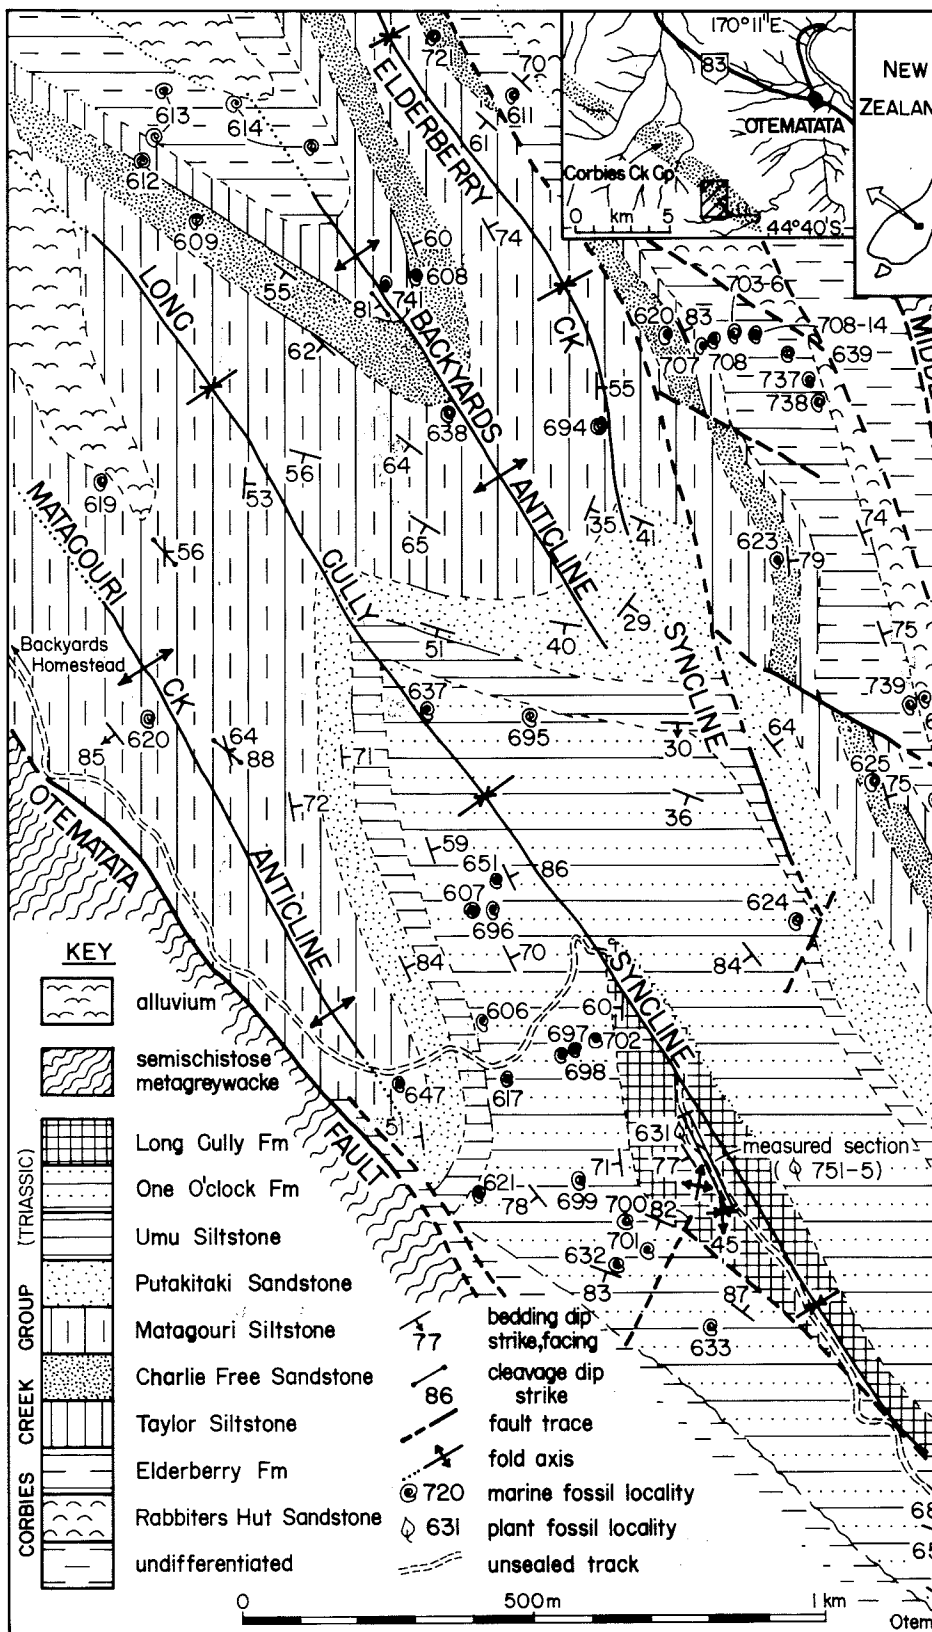 170°11"E
83
OTEMATATA
Corbies Ck Gp
0 km 5
44°40'S
NEW
ZEALAN
ELDERBERRY
CK
SYNCLINE
BACKYARDS
ANTICLINE
LONG
GULLY
SYNCLINE
MATAGOURI
CK
ANTICLINE
OTEMATATA
FAULT
Backyards
Homestead
721
70
611
61
613
614
612
609
55
60
608
74
741
81
62
638
64
56
53
65
694
55
35
41
620
83
703-6
707
708
708-14
639
737
738
74
623
79
75
739
619
56
51
40
29
637
695
30
64
36
625
75
620
85
64
88
71
72
59
651
86
607
696
70
84
624
84
606
60
697
702
698
647
617
51
631
77
measured section
( 751-5)
71
621
78
699
700
82
701
45
632
83
87
633
KEY
alluvium
semischistose
metagreywacke
CORBIES CREEK GROUP (TRIASSIC)
Long Gully Fm
One O'clock Fm
Umu Siltstone
Putakitaki Sandstone
Matagouri Siltstone
Charlie Free Sandstone
Taylor Siltstone
Elderberry Fm
Rabbiters Hut Sandstone
undifferentiated
77 bedding dip
strike, facing
86 cleavage dip
strike
fault trace
fold axis
720 marine fossil locality
631 plant fossil locality
unsealed track
68
65
0 500m 1 km
Otem